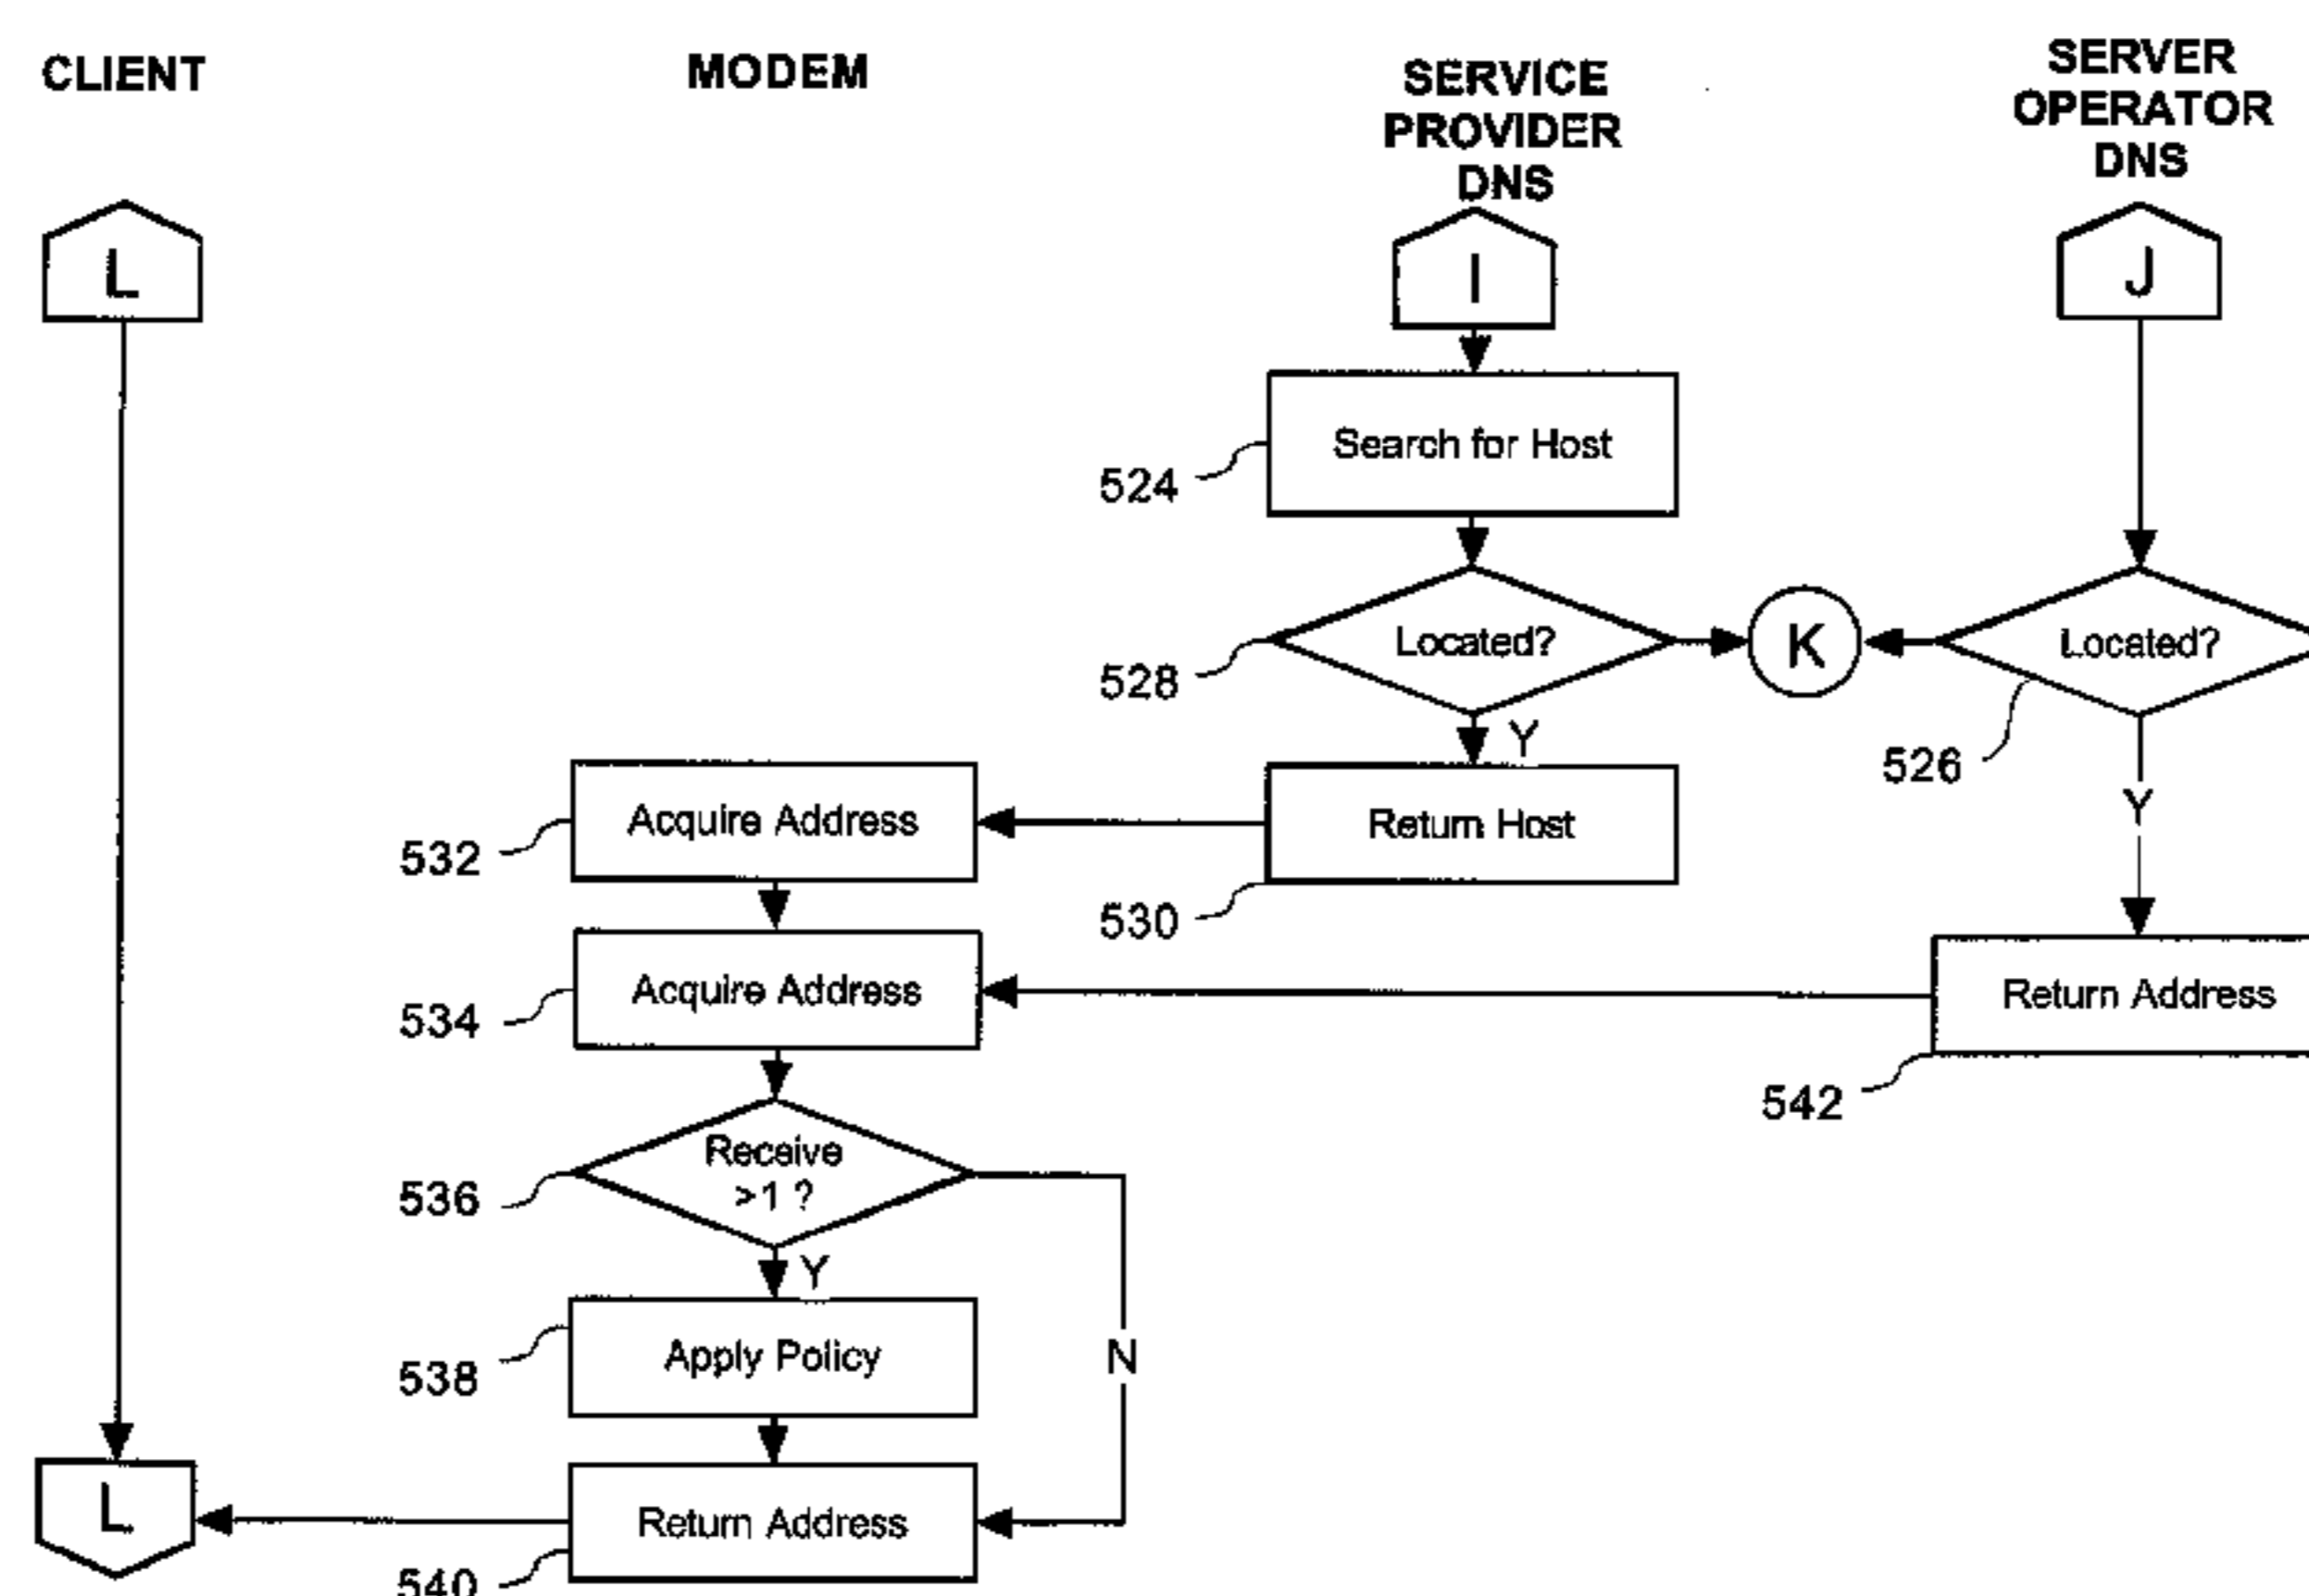 CLIENT
MODEM
SERVICE
PROVIDER
DNS
SERVER
OPERATOR
DNS
L
I
J
Search for Host
524
Located?
528
K
Located?
526
Y
Y
Acquire Address
532
Return Host
530
Acquire Address
534
Return Address
542
Receive
>1 ?
536
Y
Apply Policy
538
N
L
Return Address
540